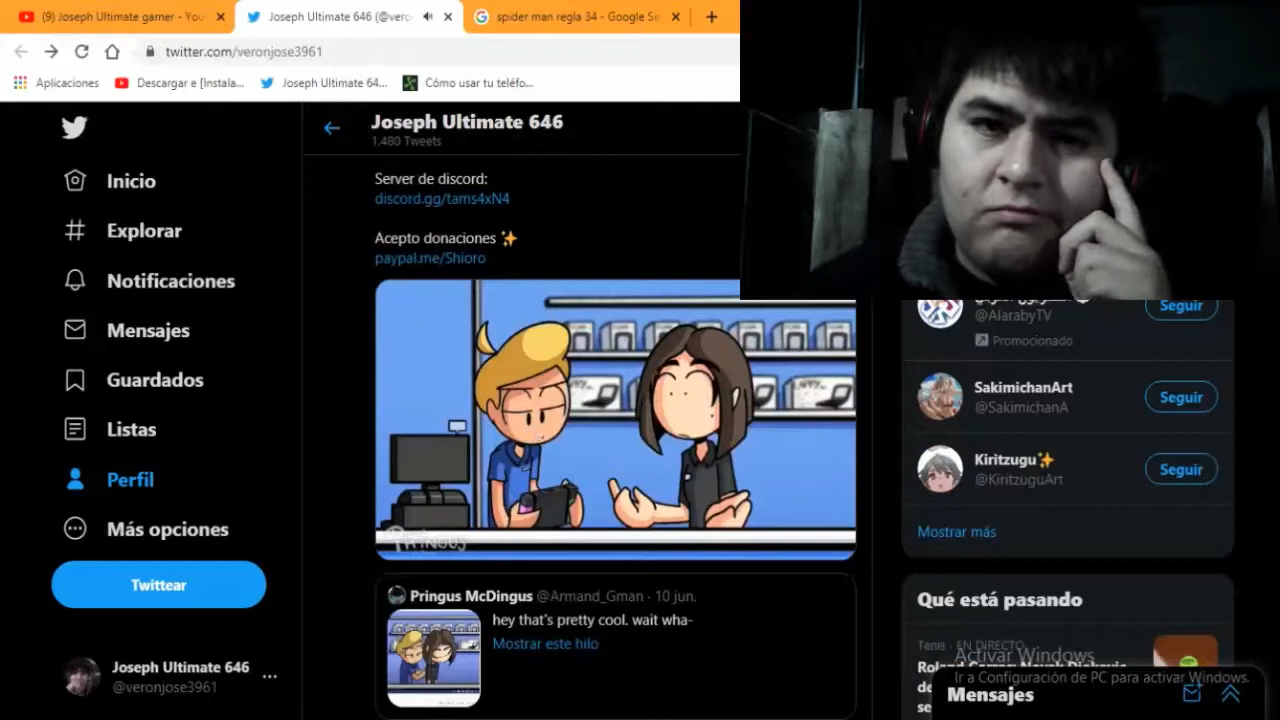 (9) Joseph Ultimate gamer - You
Joseph Ultimate 646 (@vero
spider man regla 34 - Google Se
twitter.com/veronjose3961
Aplicaciones
Descargar e [Instala...
Joseph Ultimate 64...
Cómo usar tu teléfo...
Joseph Ultimate 646
1,480 Tweets
Inicio
Explorar
Notificaciones
Mensajes
Guardados
Listas
Perfil
Más opciones
Twittear
Joseph Ultimate 646
@veronjose3961
Server de discord:
discord.gg/tams4xN4
Acepto donaciones ✨
paypal.me/Shioro
PRINGUS
Pringus McDingus @Armand_Gman · 10 jun.
hey that's pretty cool. wait wha-
Mostrar este hilo
Seguir
@AlarabyTV
Promocionado
SakimichanArt
@SakimichanA
Seguir
Kiritzugu✨
@KiritzuguArt
Seguir
Mostrar más
Qué está pasando
Tenis · EN DIRECTO
Activar Windows
Ir a Configuración de PC para activar Windows.
Mensajes